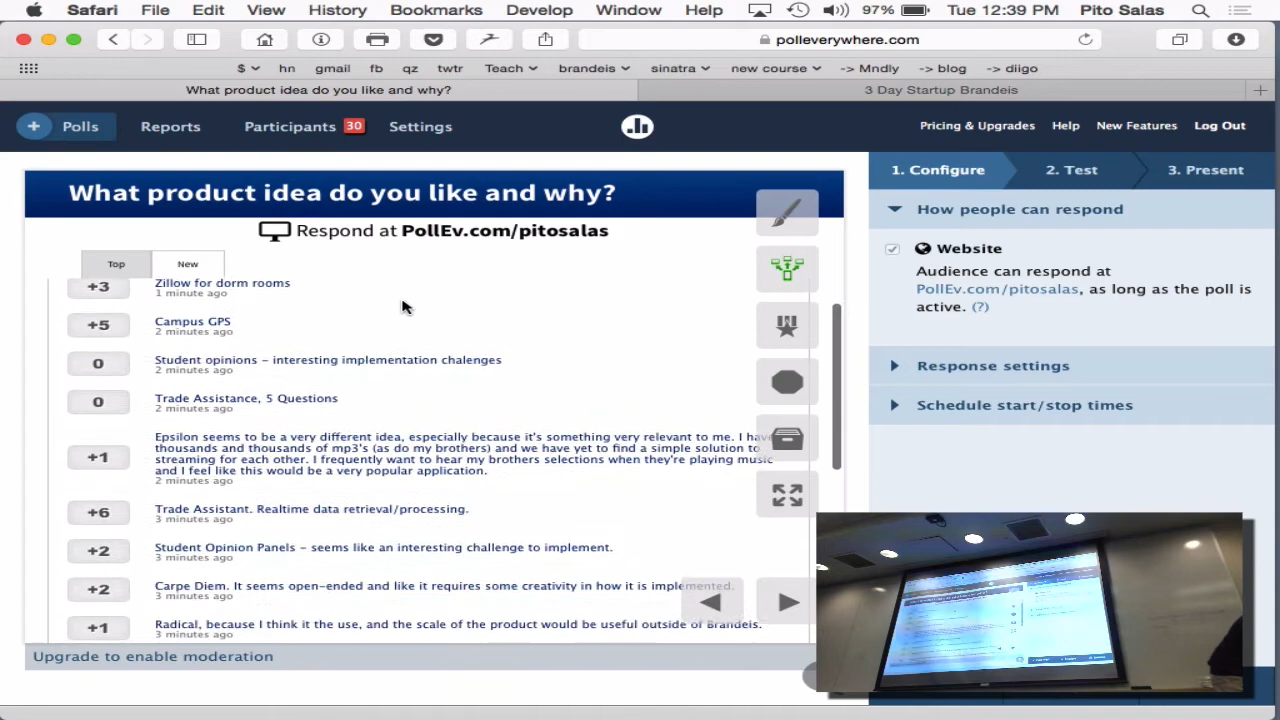 Safari File Edit View History Bookmarks Develop Window Help 97% Tue 12:39 PM Pito Salas
polleverywhere.com
$ hn gmail fb qz twtr Teach brandeis sinatra new course -> Mndly -> blog -> diigo
What product idea do you like and why? 3 Day Startup Brandeis
+ Polls Reports Participants 30 Settings Pricing & Upgrades Help New Features Log Out
What product idea do you like and why?
Respond at PollEv.com/pitosalas
Top New
+3 Zillow for dorm rooms
1 minute ago
+5 Campus GPS
2 minutes ago
0 Student opinions - interesting implementation chalenges
2 minutes ago
0 Trade Assistance, 5 Questions
2 minutes ago
Epsilon seems to be a very different idea, especially because it's something very relevant to me. I have
thousands and thousands of mp3's (as do my brothers) and we have yet to find a simple solution to
+1 streaming for each other. I frequently want to hear my brothers selections when they're playing music
and I feel like this would be a very popular application.
2 minutes ago
+6 Trade Assistant. Realtime data retrieval/processing.
3 minutes ago
+2 Student Opinion Panels - seems like an interesting challenge to implement.
3 minutes ago
+2 Carpe Diem. It seems open-ended and like it requires some creativity in how it is implemented.
3 minutes ago
+1 Radical, because I think it the use, and the scale of the product would be useful outside of Brandeis.
3 minutes ago
Upgrade to enable moderation
1. Configure 2. Test 3. Present
How people can respond
Website
Audience can respond at
PollEv.com/pitosalas, as long as the poll is
active. (?)
Response settings
Schedule start/stop times